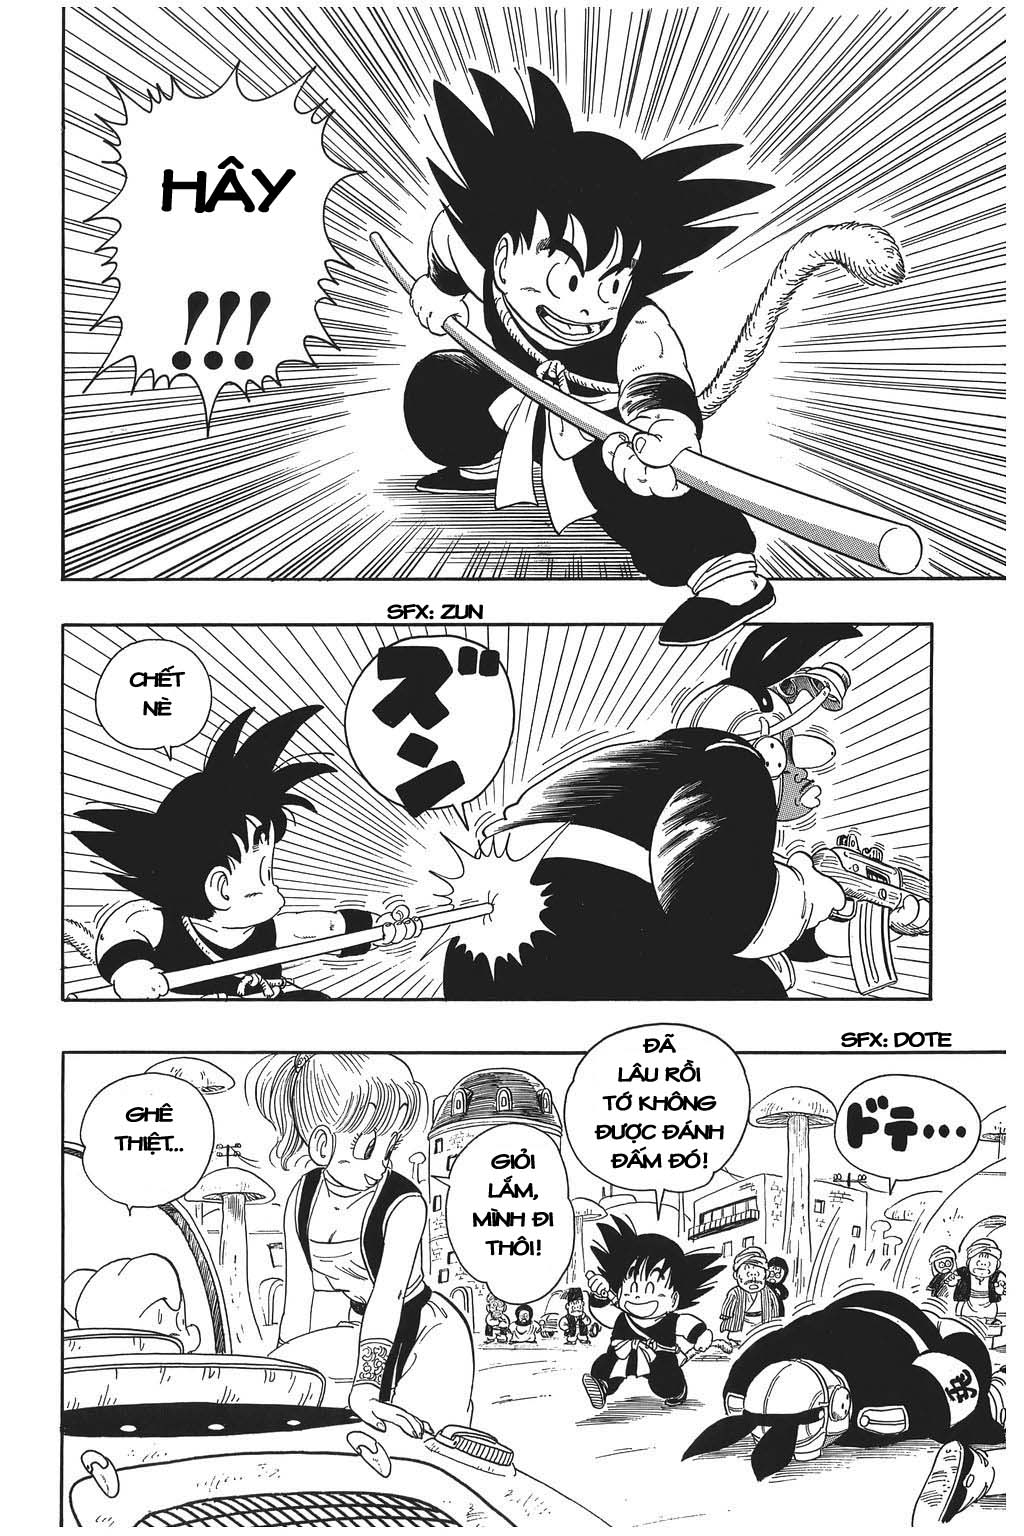 HÂY
!!!
SFX: ZUN
CHẾT
NÈ
ズン
SFX: DOTE
ĐÃ
LÂU RỒI
TỚ KHÔNG
ĐƯỢC ĐÁNH
ĐẤM ĐÓ!
ドテ・・・
GHÊ
THIỆT...
GIỎI
LẮM,
MÌNH ĐI
THÔI!